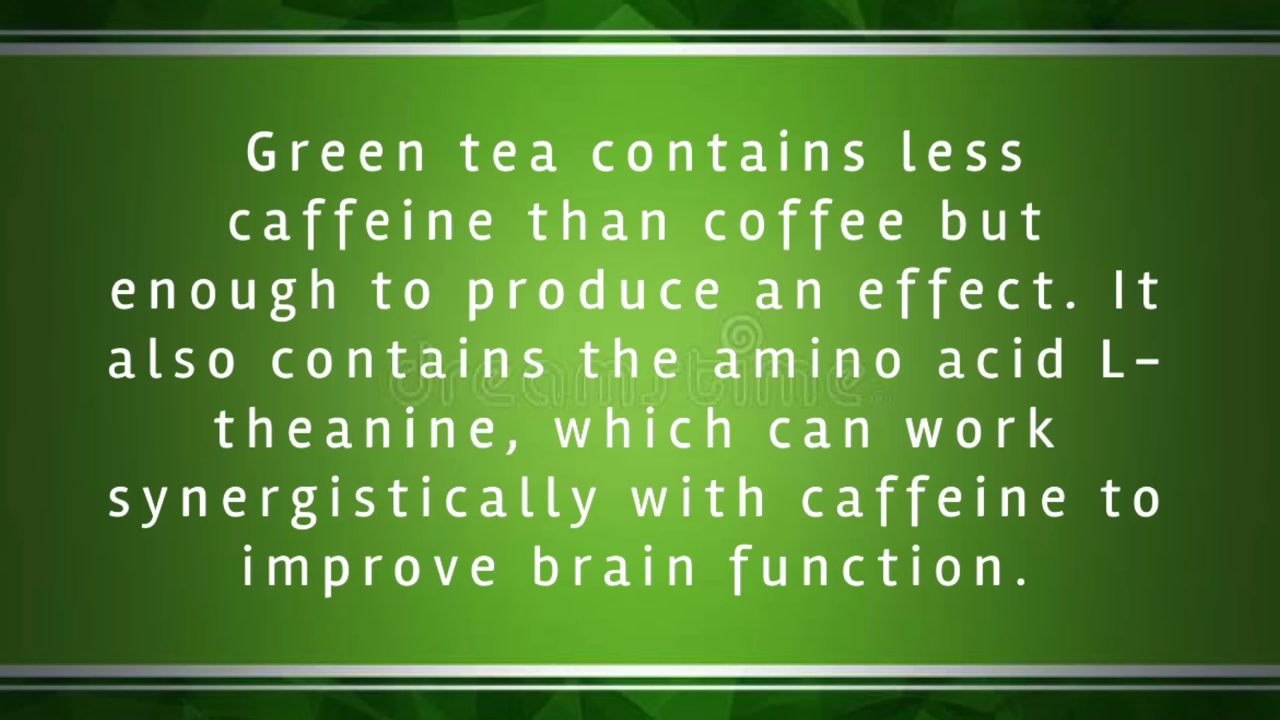 Green tea contains less
caffeine than coffee but
enough to produce an effect. It
also contains the amino acid L-
theanine, which can work
synergistically with caffeine to
improve brain function.
dreamstime